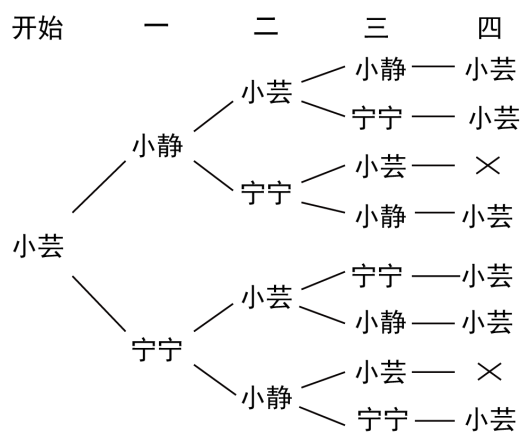 开始 一 二 三 四
小芸 小静 小芸
宁宁 小芸
小静
宁宁 小芸 ×
小静 小芸
小芸
小芸 宁宁 小芸
小静 小芸
宁宁
小静 小芸 ×
宁宁 小芸